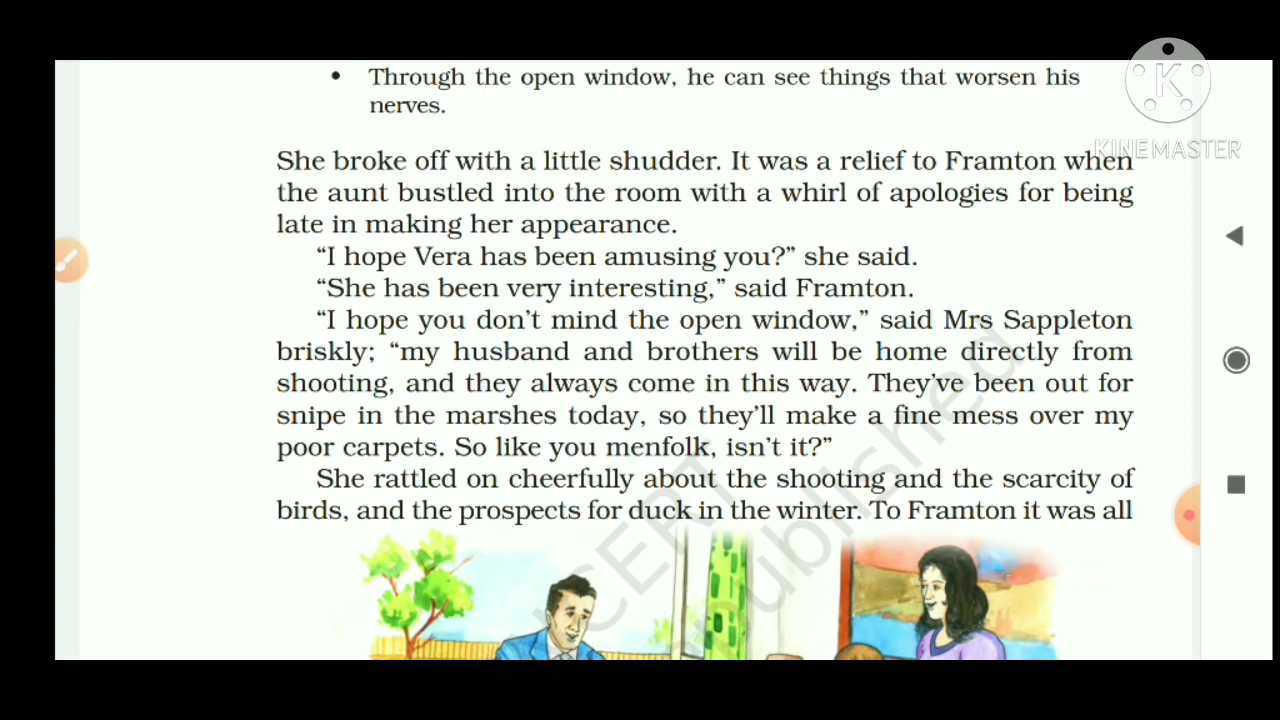 • Through the open window, he can see things that worsen his
nerves.
K
KINEMASTER
She broke off with a little shudder. It was a relief to Framton when
the aunt bustled into the room with a whirl of apologies for being
late in making her appearance.
“I hope Vera has been amusing you?” she said.
“She has been very interesting,” said Framton.
“I hope you don’t mind the open window,” said Mrs Sappleton
briskly; “my husband and brothers will be home directly from
shooting, and they always come in this way. They’ve been out for
snipe in the marshes today, so they’ll make a fine mess over my
poor carpets. So like you menfolk, isn’t it?”
She rattled on cheerfully about the shooting and the scarcity of
birds, and the prospects for duck in the winter. To Framton it was all